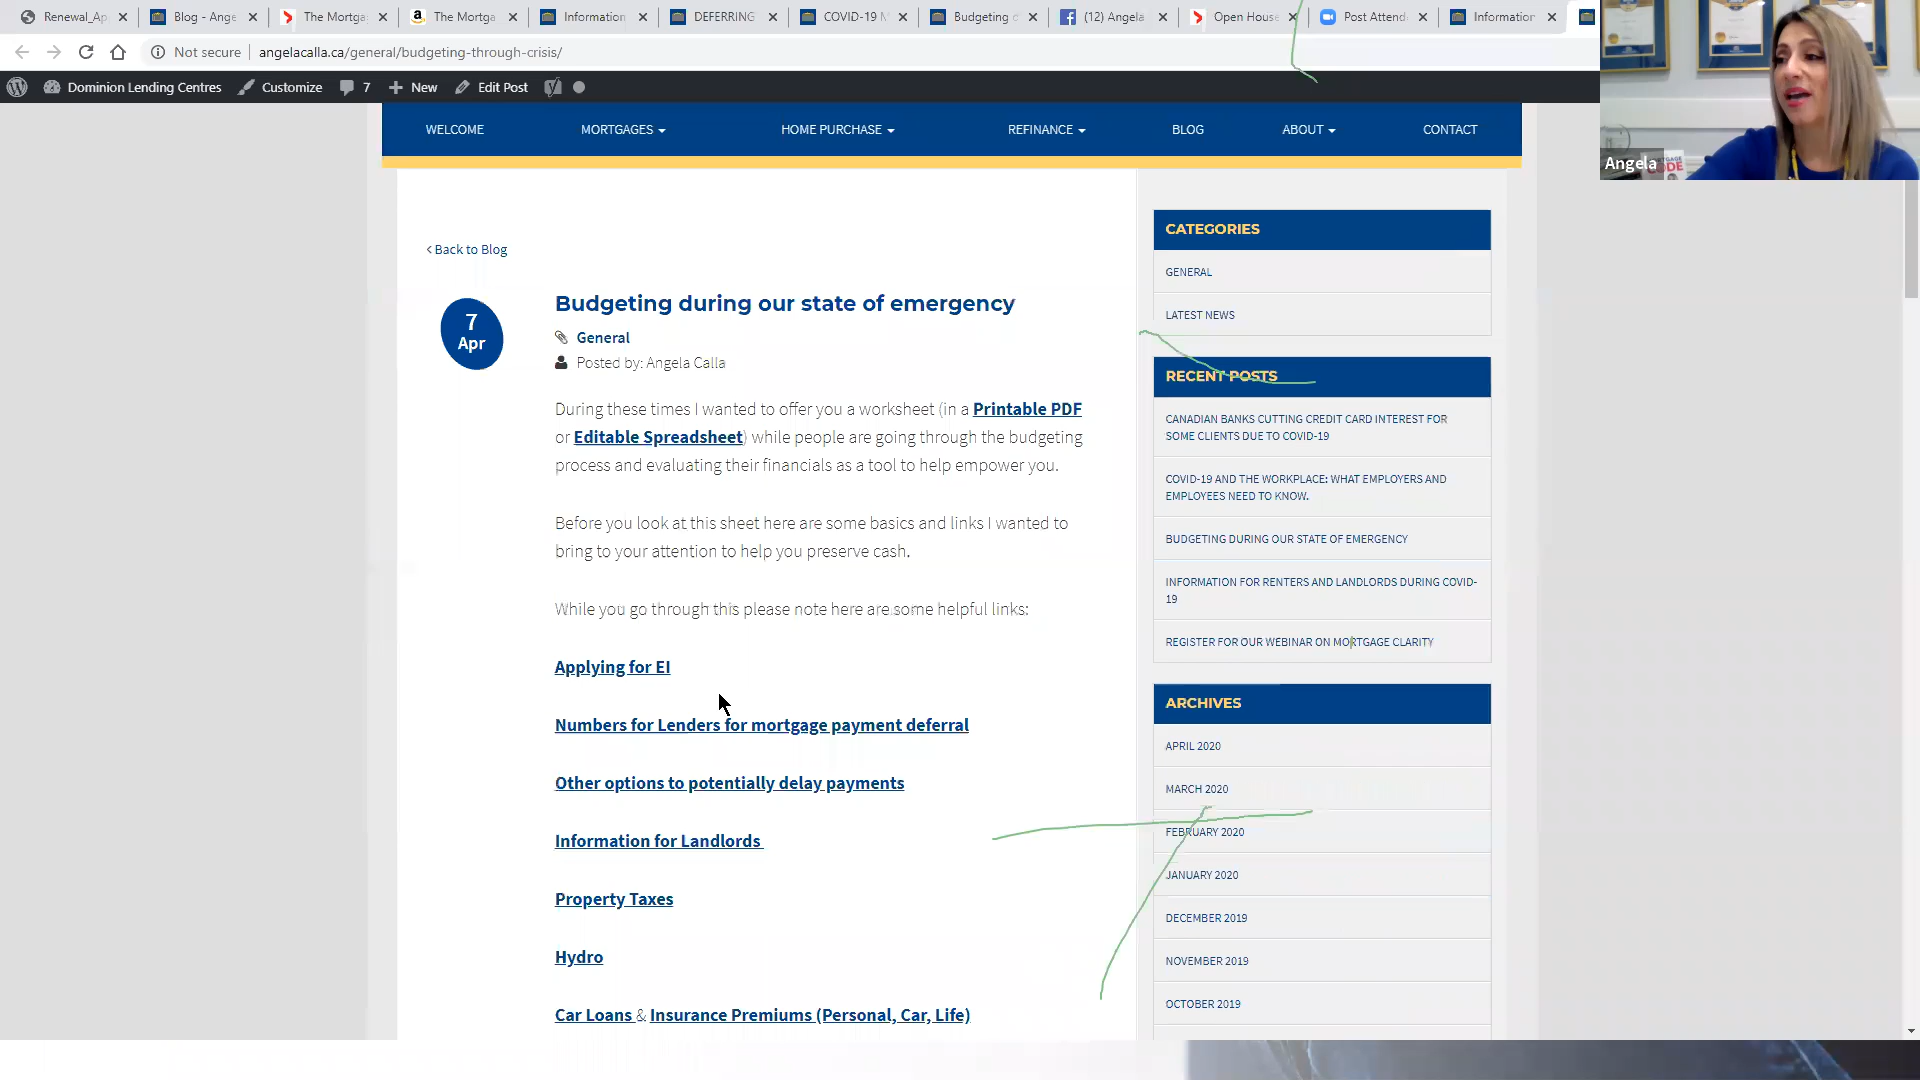 Renewal_Ap
Blog - Ange
The Mortga
The Mortga
Information
DEFERRING
COVID-19 M
Budgeting d
(12) Angela
Open Hous
Post Attend
Information
Not secure
angelacalla.ca/general/budgeting-through-crisis/
Dominion Lending Centres
Customize
7
New
Edit Post
WELCOME
MORTGAGES
HOME PURCHASE
REFINANCE
BLOG
ABOUT
CONTACT
Angela
CODE
< Back to Blog
7
Apr
Budgeting during our state of emergency
General
Posted by: Angela Calla
During these times I wanted to offer you a worksheet (in a Printable PDF
or Editable Spreadsheet) while people are going through the budgeting
process and evaluating their financials as a tool to help empower you.
Before you look at this sheet here are some basics and links I wanted to
bring to your attention to help you preserve cash.
While you go through this please note here are some helpful links:
Applying for EI
Numbers for Lenders for mortgage payment deferral
Other options to potentially delay payments
Information for Landlords
Property Taxes
Hydro
Car Loans & Insurance Premiums (Personal, Car, Life)
CATEGORIES
GENERAL
LATEST NEWS
RECENT POSTS
CANADIAN BANKS CUTTING CREDIT CARD INTEREST FOR
SOME CLIENTS DUE TO COVID-19
COVID-19 AND THE WORKPLACE: WHAT EMPLOYERS AND
EMPLOYEES NEED TO KNOW.
BUDGETING DURING OUR STATE OF EMERGENCY
INFORMATION FOR RENTERS AND LANDLORDS DURING COVID-
19
REGISTER FOR OUR WEBINAR ON MORTGAGE CLARITY
ARCHIVES
APRIL 2020
MARCH 2020
FEBRUARY 2020
JANUARY 2020
DECEMBER 2019
NOVEMBER 2019
OCTOBER 2019